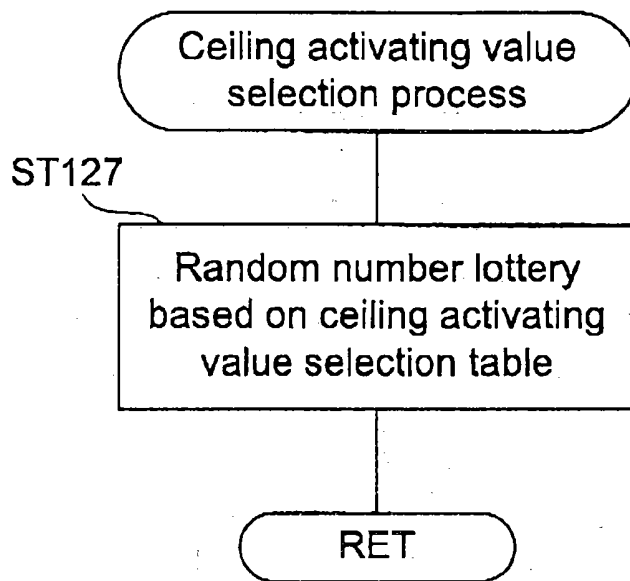 Ceiling activating value
selection process
ST127
Random number lottery
based on ceiling activating
value selection table
RET